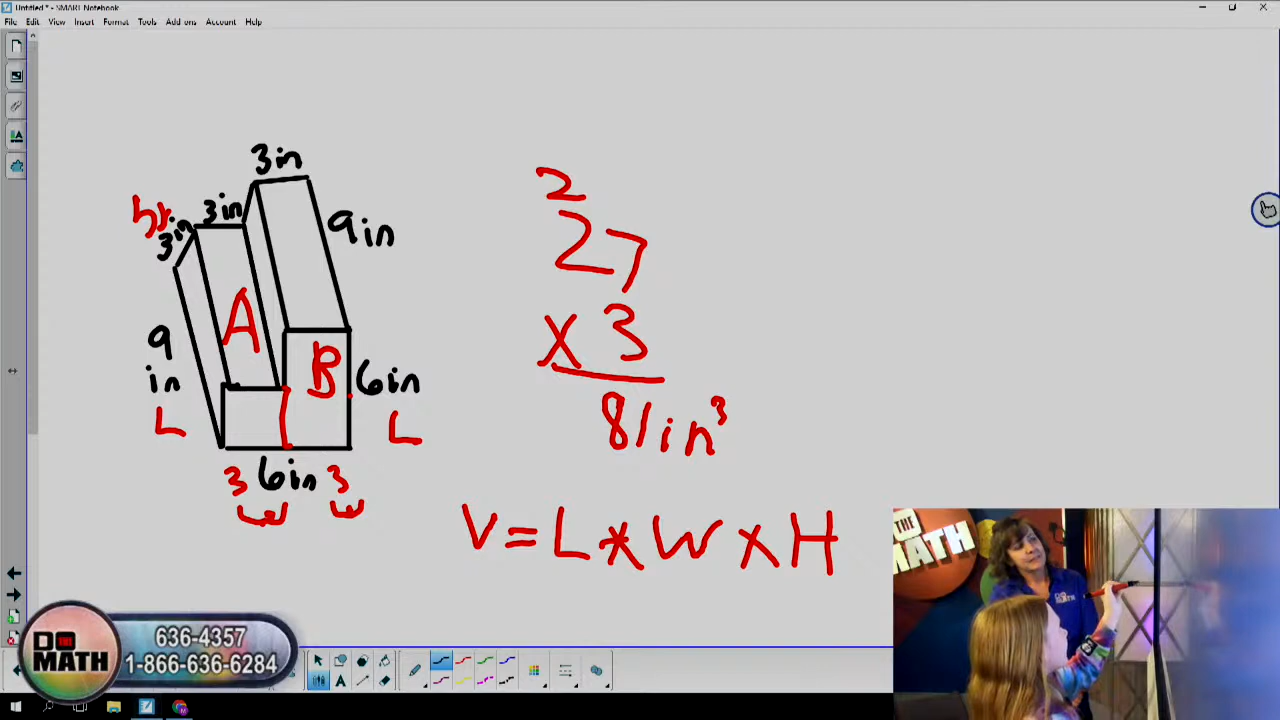 Untitled * - SMART Notebook
File Edit View Insert Format Tools Add-ons Account Help
3in
3in
3in
9in
9
in
A
B
6in
L
L
3 6in 3
w w
2
27
x 3
81in³
V = L * W x H
THE
MATH
DO
MATH
DO THE
MATH
636-4357
1-866-636-6284